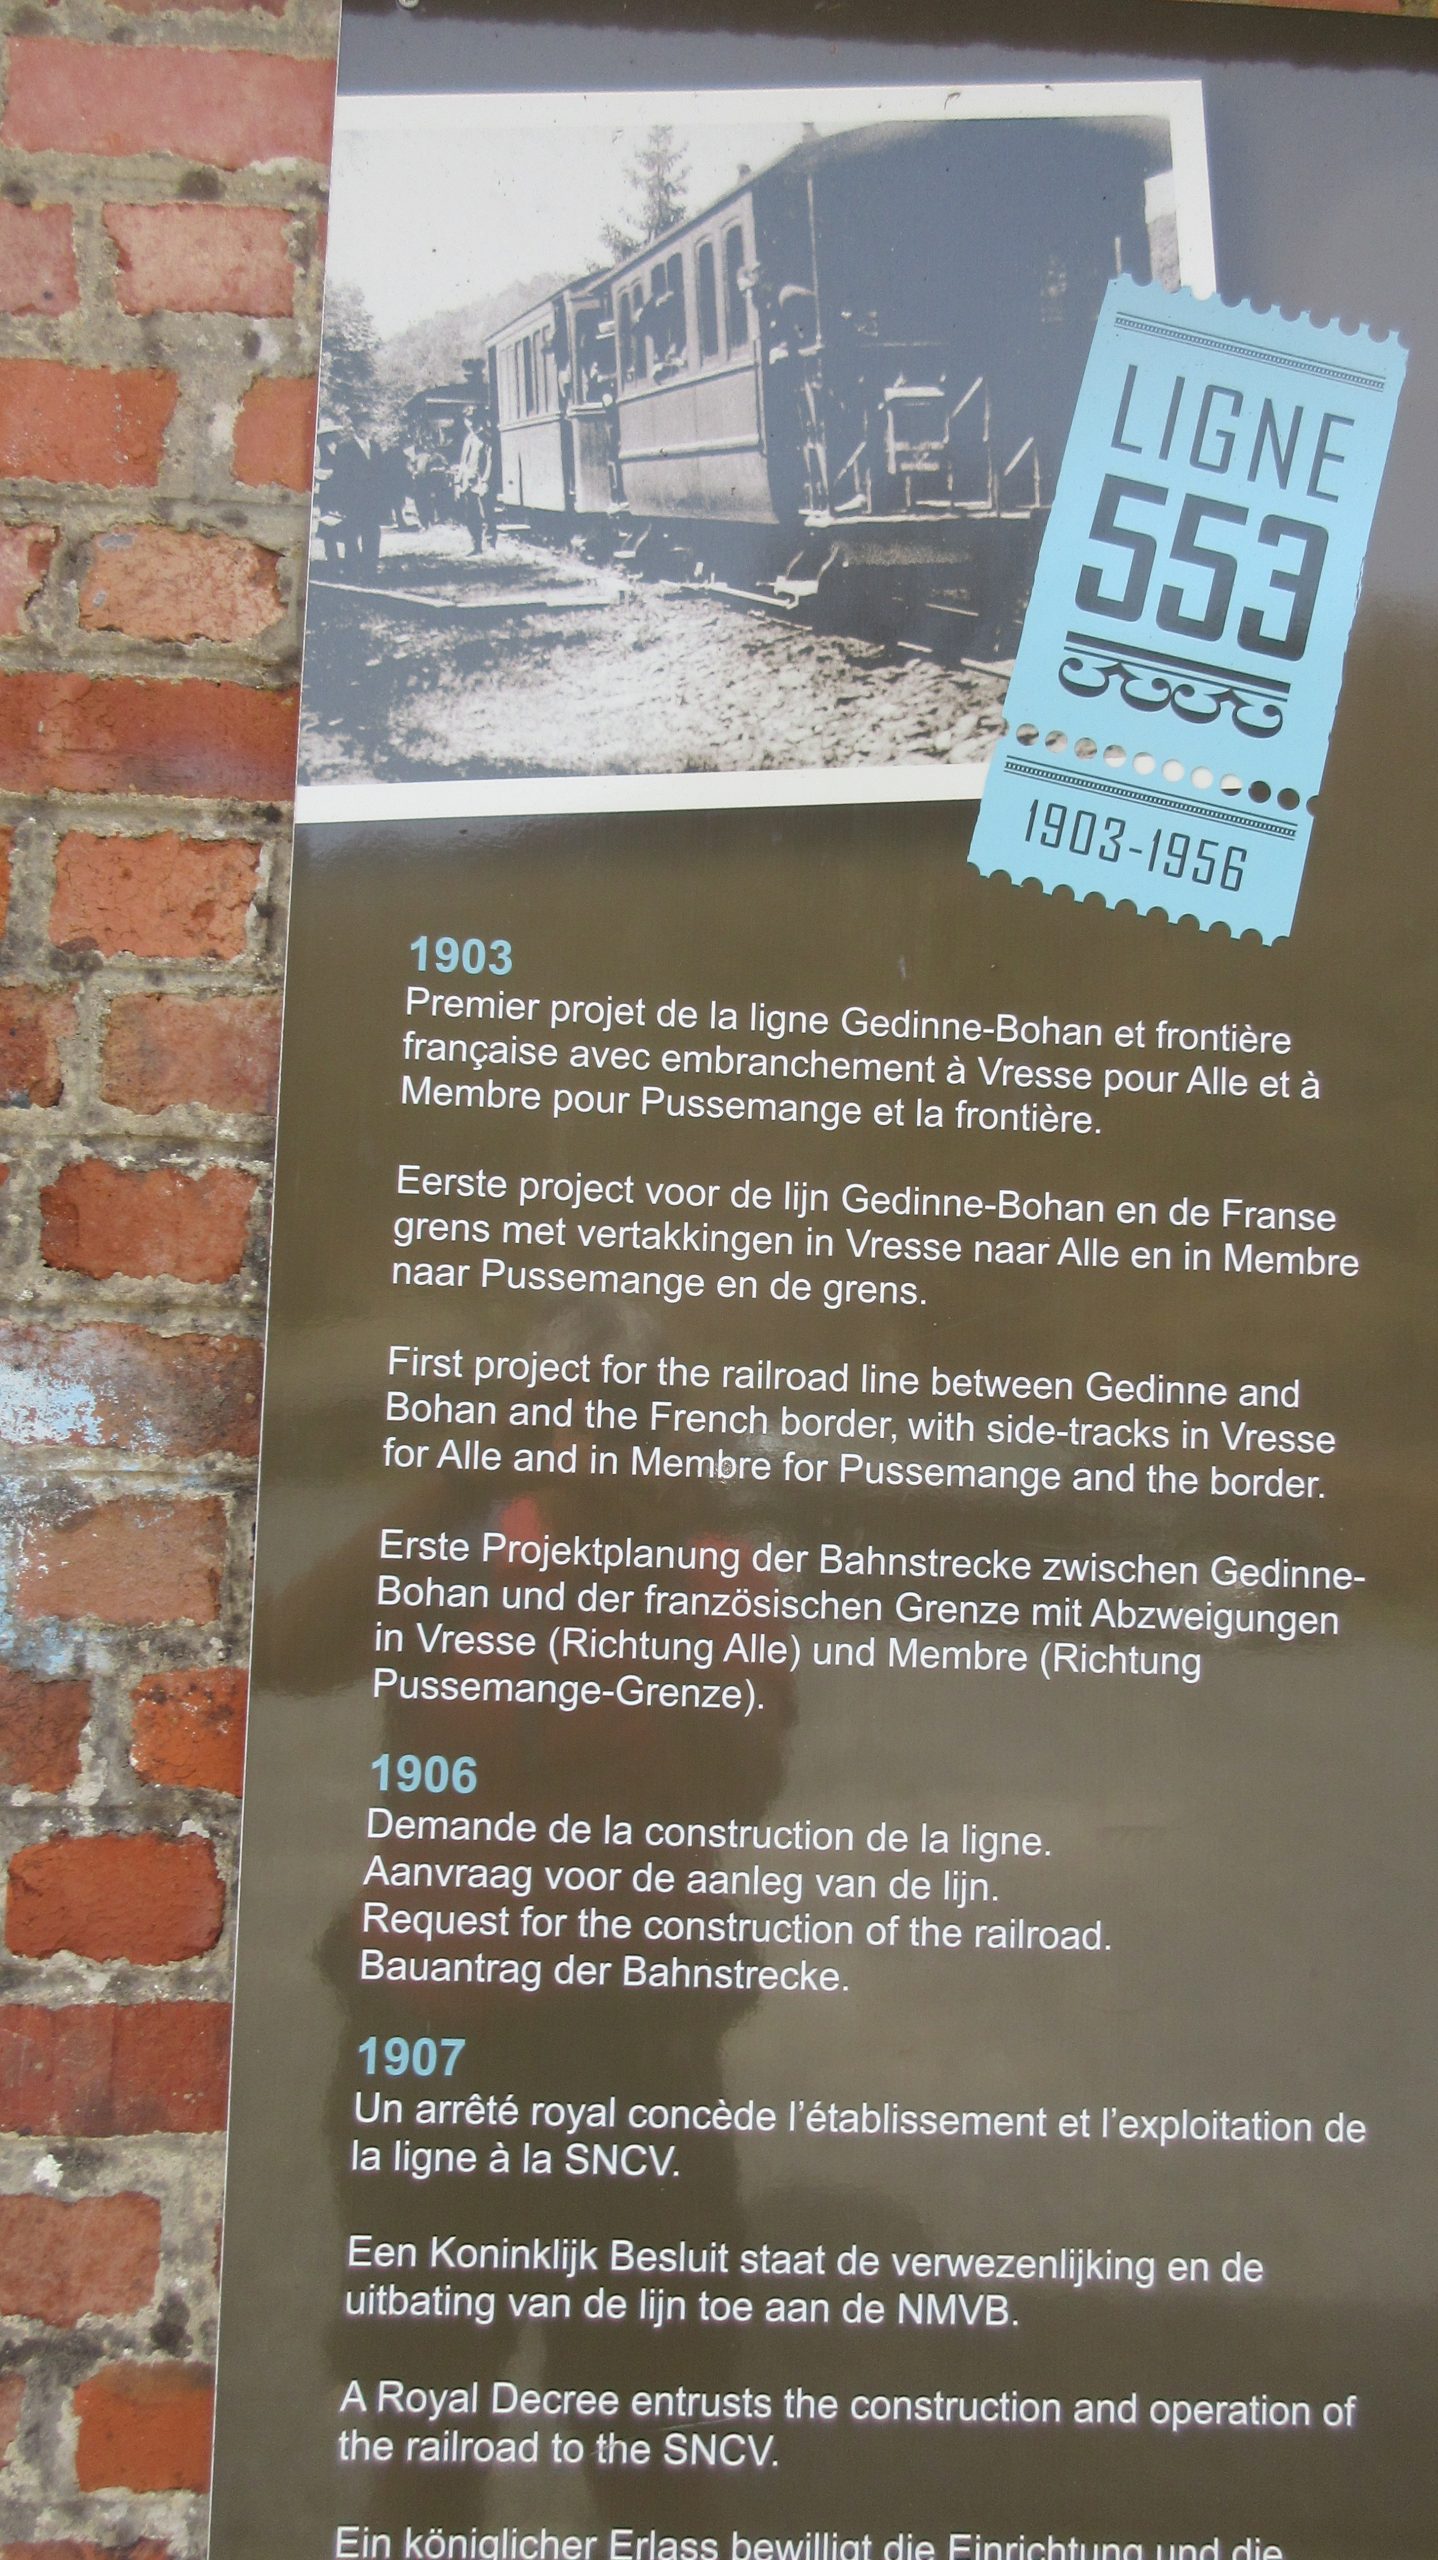 LIGNE
553
1903-1956
1903
Premier projet de la ligne Gedinne-Bohan et frontière
française avec embranchement à Vresse pour Alle et à
Membre pour Pussemange et la frontière.
Eerste project voor de lijn Gedinne-Bohan en de Franse
grens met vertakkingen in Vresse naar Alle en in Membre
naar Pussemange en de grens.
First project for the railroad line between Gedinne and
Bohan and the French border, with side-tracks in Vresse
for Alle and in Membre for Pussemange and the border.
Erste Projektplanung der Bahnstrecke zwischen Gedinne-
Bohan und der französischen Grenze mit Abzweigungen
in Vresse (Richtung Alle) und Membre (Richtung
Pussemange-Grenze).
1906
Demande de la construction de la ligne.
Aanvraag voor de aanleg van de lijn.
Request for the construction of the railroad.
Bauantrag der Bahnstrecke.
1907
Un arrêté royal concède l'établissement et l'exploitation de
la ligne à la SNCV.
Een Koninklijk Besluit staat de verwezenlijking en de
uitbating van de lijn toe aan de NMVB.
A Royal Decree entrusts the construction and operation of
the railroad to the SNCV.
Ein königlicher Erlass bewilligt die Einrichtung und die